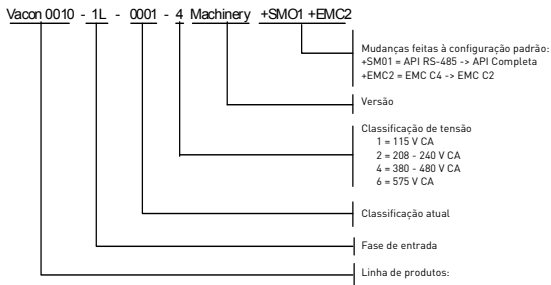 Vacon 0010 - 1L - 0001 - 4 Machinery +SMO1 +EMC2
Mudanças feitas à configuração padrão:
+SM01 = API RS-485 -> API Completa
+EMC2 = EMC C4 -> EMC C2
Versão
Classificação de tensão
1 = 115 V CA
2 = 208 - 240 V CA
4 = 380 - 480 V CA
6 = 575 V CA
Classificação atual
Fase de entrada
Linha de produtos: